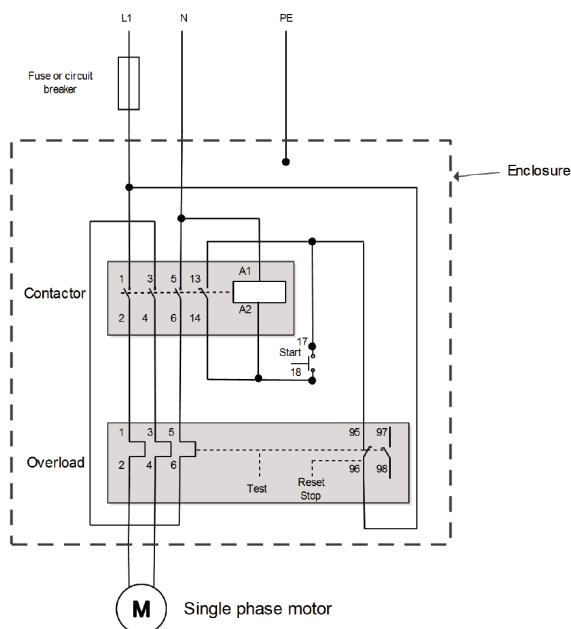 L1 N PE
Fuse or circuit
breaker
Enclosure
1 3 5 13 A1
Contactor
A2
2 4 6 14
17
Start
18
1 3 5 95 97
Overload
2 4 6 96 98
Test
Reset
Stop
M
Single phase motor